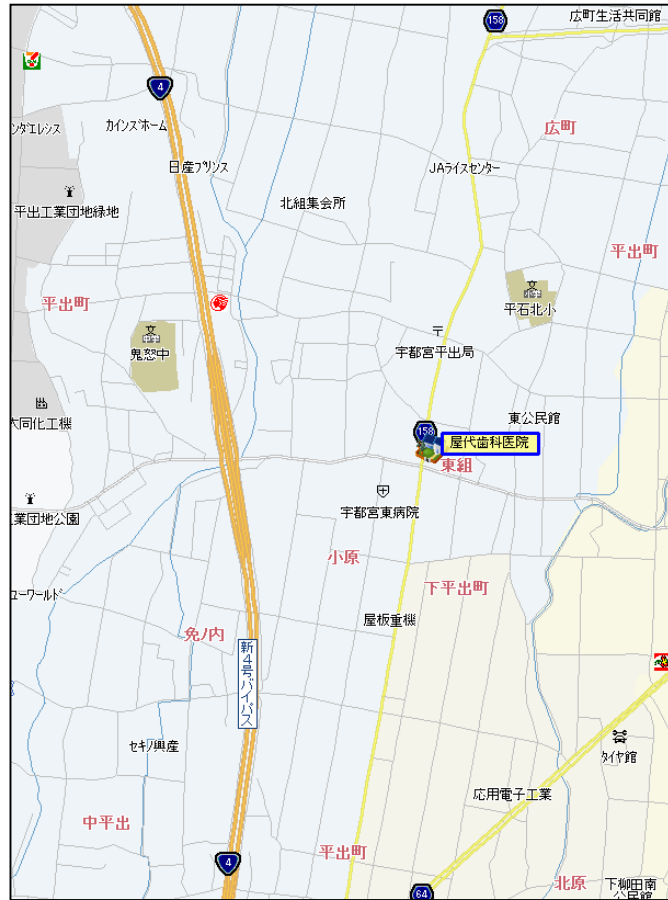 158
広町生活共同館
4
ンダエレシス
カインズホーム
広町
日産プリンス
JAライスセンター
北組集会所
平出工業団地緑地
平出町
平石北小
平出町
〒
宇都宮平出局
鬼怒中
大同化工機
158
東公民館
屋代歯科医院
東組
宇都宮東病院
工業団地公園
小原
下平出町
ューワールド
屋板重機
免ノ内
新4号バイパス
セキノ興産
タイヤ館
応用電子工業
中平出
平出町
4
北原
64
下柳田南
公民館